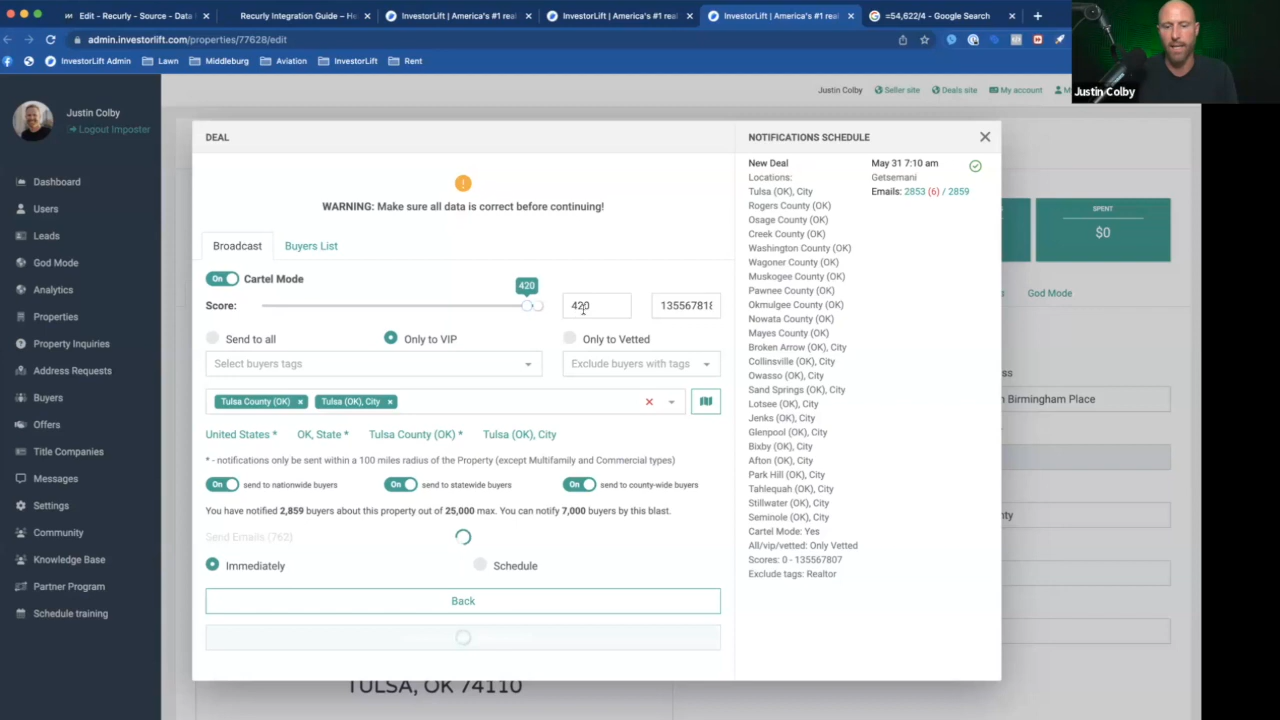 Edit - Recurly - Source - Data
Recurly Integration Guide – He
InvestorLift | America's #1 real
InvestorLift | America's #1 real
InvestorLift | America's #1 real
=54,622/4 - Google Search
admin.investorlift.com/properties/77628/edit
InvestorLift Admin
Lawn
Middleburg
Aviation
InvestorLift
Rent
Justin Colby
Justin Colby
Logout Imposter
Justin Colby
Seller site
Deals site
My account
Dashboard
Users
Leads
God Mode
Analytics
Properties
Property Inquiries
Address Requests
Buyers
Offers
Title Companies
Messages
Settings
Community
Knowledge Base
Partner Program
Schedule training
DEAL
WARNING: Make sure all data is correct before continuing!
Broadcast
Buyers List
On Cartel Mode
Score:
420
420
135567818
Send to all
Only to VIP
Only to Vetted
Select buyers tags
Exclude buyers with tags
Tulsa County (OK) ×
Tulsa (OK), City ×
United States *
OK, State *
Tulsa County (OK) *
Tulsa (OK), City
* - notifications only be sent within a 100 miles radius of the Property (except Multifamily and Commercial types)
On send to nationwide buyers
On send to statewide buyers
On send to county-wide buyers
You have notified 2,859 buyers about this property out of 25,000 max. You can notify 7,000 buyers by this blast.
Send Emails (762)
Immediately
Schedule
Back
NOTIFICATIONS SCHEDULE
New Deal
May 31 7:10 am
Locations:
Getsemani
Tulsa (OK), City
Emails: 2853 (6) / 2859
Rogers County (OK)
Osage County (OK)
Creek County (OK)
Washington County (OK)
Wagoner County (OK)
Muskogee County (OK)
Pawnee County (OK)
Okmulgee County (OK)
Nowata County (OK)
Mayes County (OK)
Broken Arrow (OK), City
Collinsville (OK), City
Owasso (OK), City
Sand Springs (OK), City
Lotsee (OK), City
Jenks (OK), City
Glenpool (OK), City
Bixby (OK), City
Afton (OK), City
Park Hill (OK), City
Tahlequah (OK), City
Stillwater (OK), City
Seminole (OK), City
Cartel Mode: Yes
All/vip/vetted: Only Vetted
Scores: 0 - 135567807
Exclude tags: Realtor
SPENT
$0
s
God Mode
ss
n Birmingham Place
nty
TULSA, OK 74110